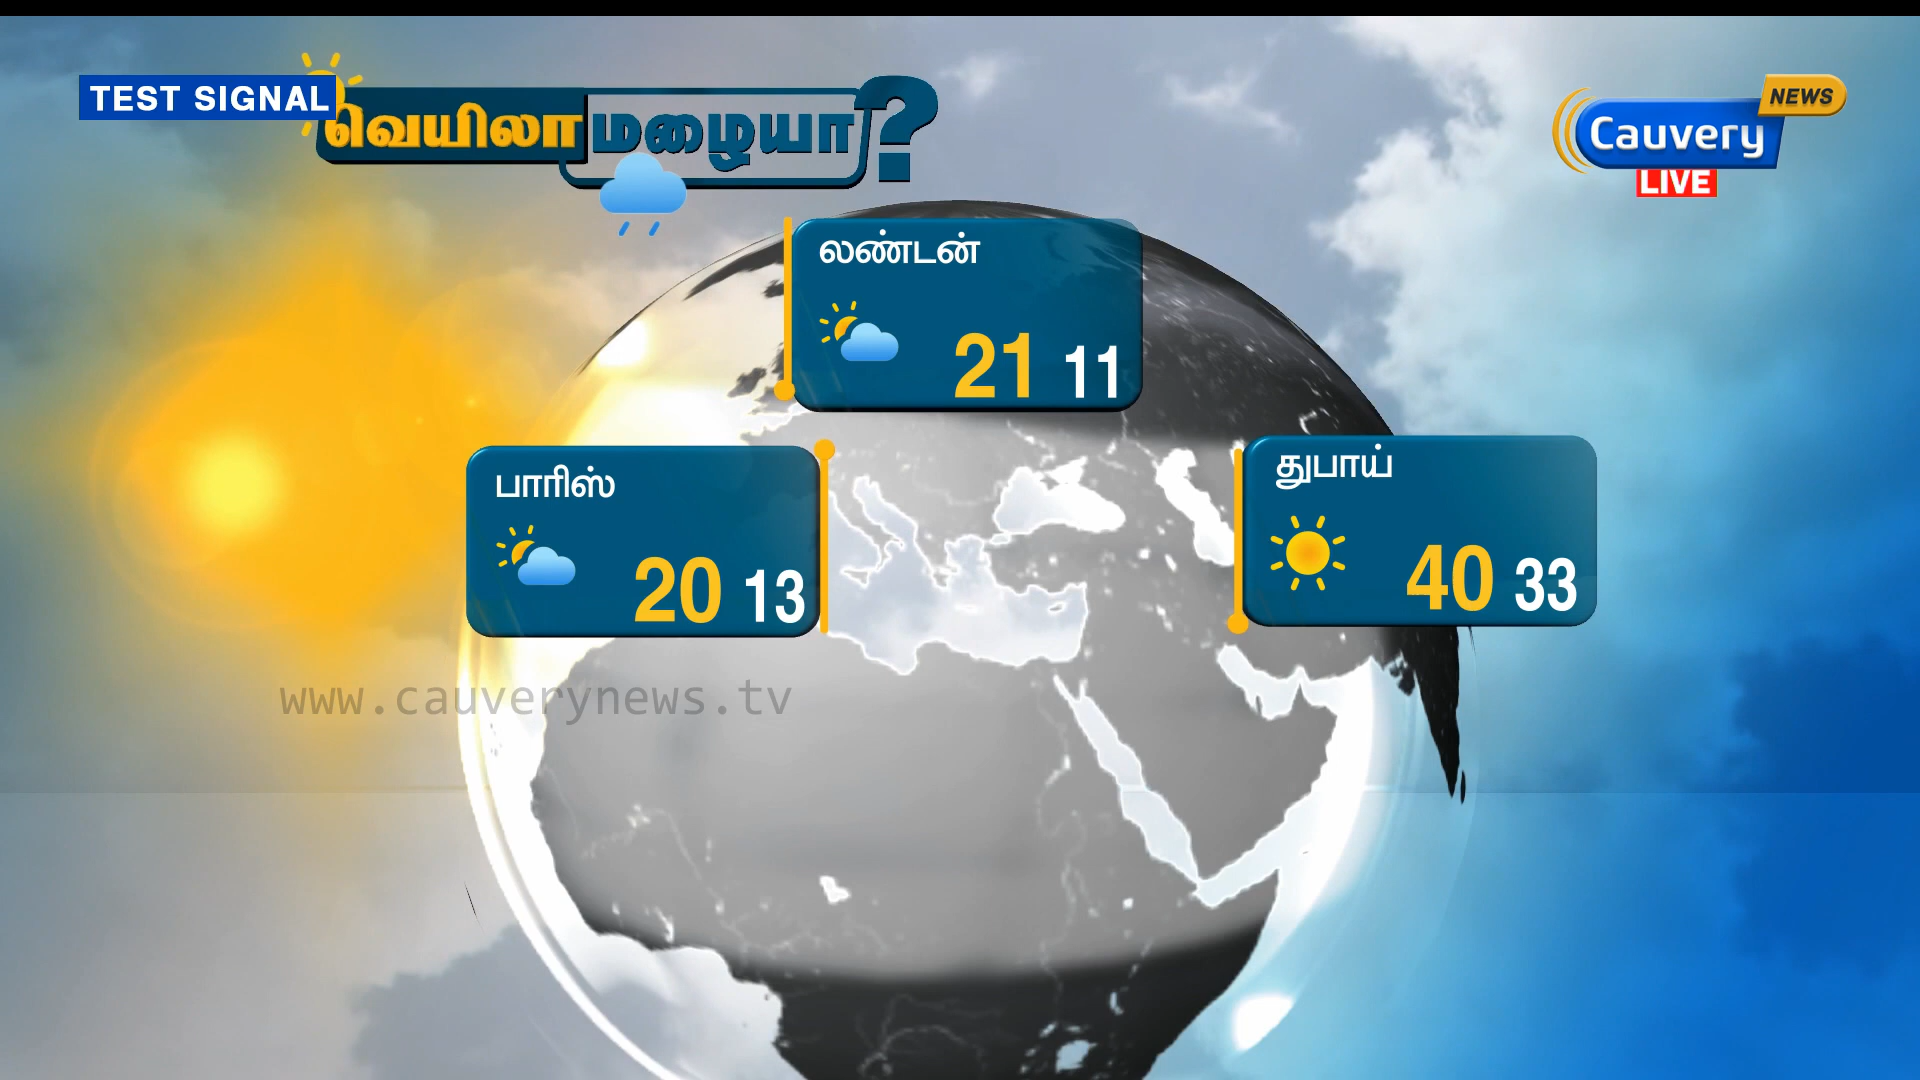 TEST SIGNAL
வெயிலா மழையா?
Cauvery NEWS
LIVE
லண்டன்
21 11
பாரிஸ்
20 13
துபாய்
40 33
www.cauverynews.tv